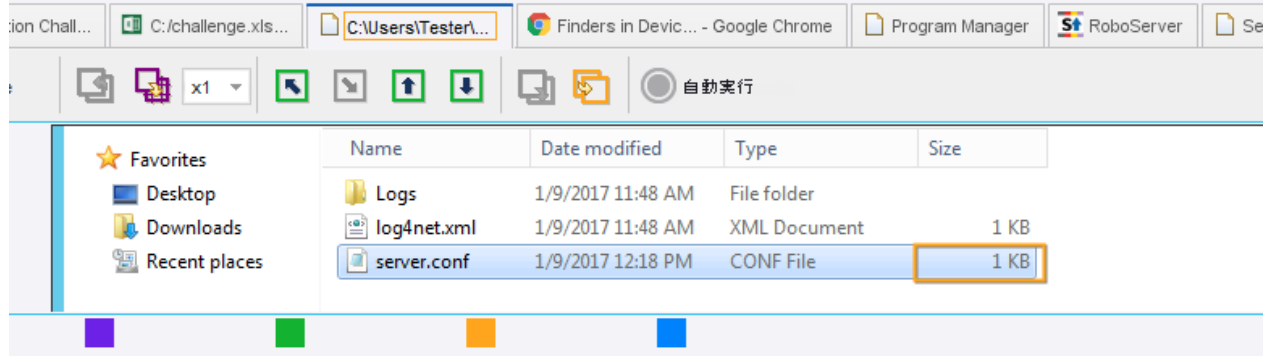 ion Chall...  C:/challenge.xls...  C:\Users\Tester\...  Finders in Devic... - Google Chrome  Program Manager  St RoboServer  Se
x1  自動実行
Favorites
Desktop
Downloads
Recent places
Name  Date modified  Type  Size
Logs  1/9/2017 11:48 AM  File folder
log4net.xml  1/9/2017 11:48 AM  XML Document  1 KB
server.conf  1/9/2017 12:18 PM  CONF File  1 KB